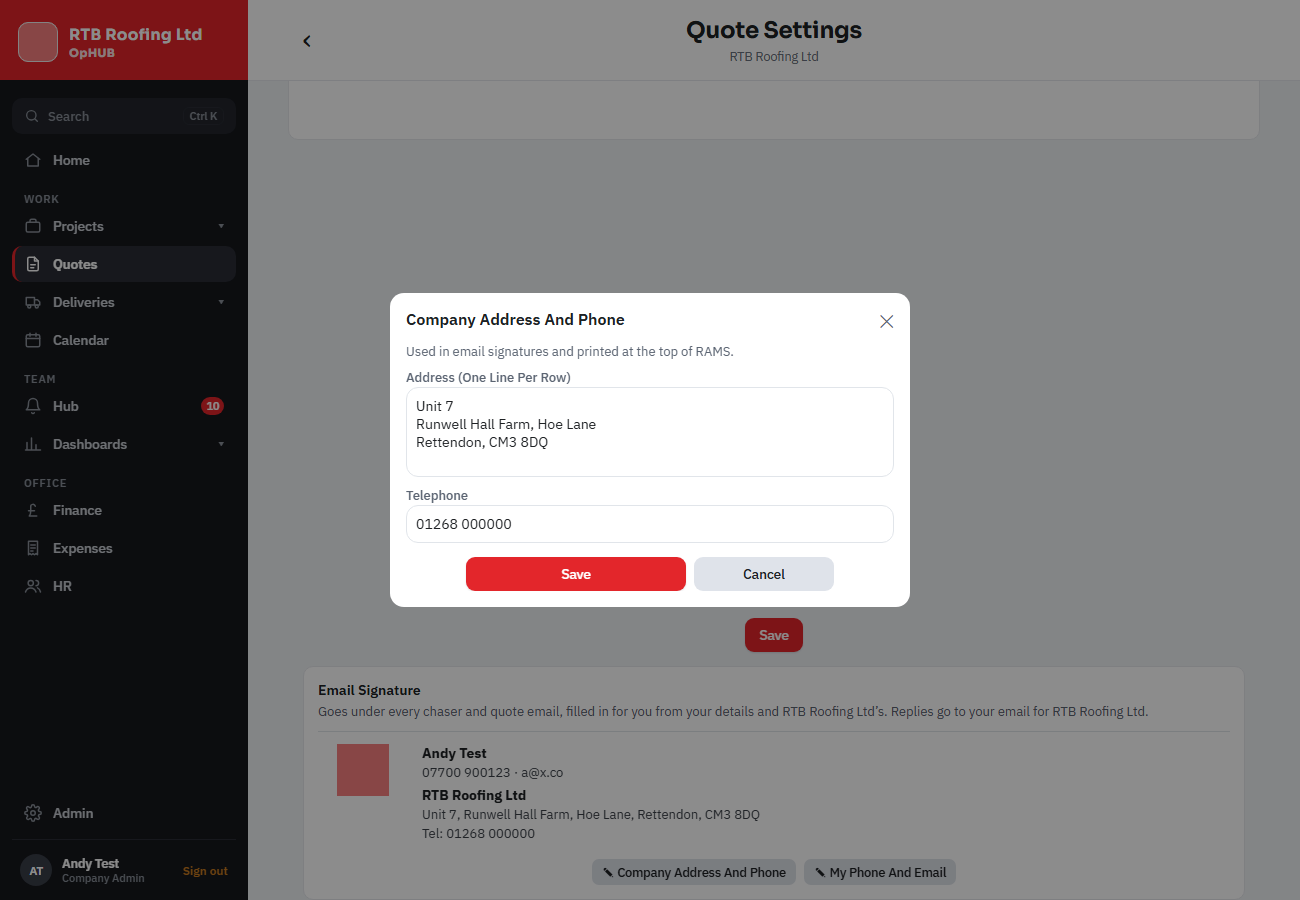 RTB Roofing Ltd
OpHUB
Search
Ctrl K
Home
WORK
Projects
Quotes
Deliveries
Calendar
TEAM
Hub
10
Dashboards
OFFICE
Finance
Expenses
HR
Admin
AT
Andy Test
Company Admin
Sign out
Quote Settings
RTB Roofing Ltd
Company Address And Phone
Used in email signatures and printed at the top of RAMS.
Address (One Line Per Row)
Unit 7
Runwell Hall Farm, Hoe Lane
Rettendon, CM3 8DQ
Telephone
01268 000000
Save
Cancel
Save
Email Signature
Goes under every chaser and quote email, filled in for you from your details and RTB Roofing Ltd's. Replies go to your email for RTB Roofing Ltd.
Andy Test
07700 900123 · a@x.co
RTB Roofing Ltd
Unit 7, Runwell Hall Farm, Hoe Lane, Rettendon, CM3 8DQ
Tel: 01268 000000
Company Address And Phone
My Phone And Email